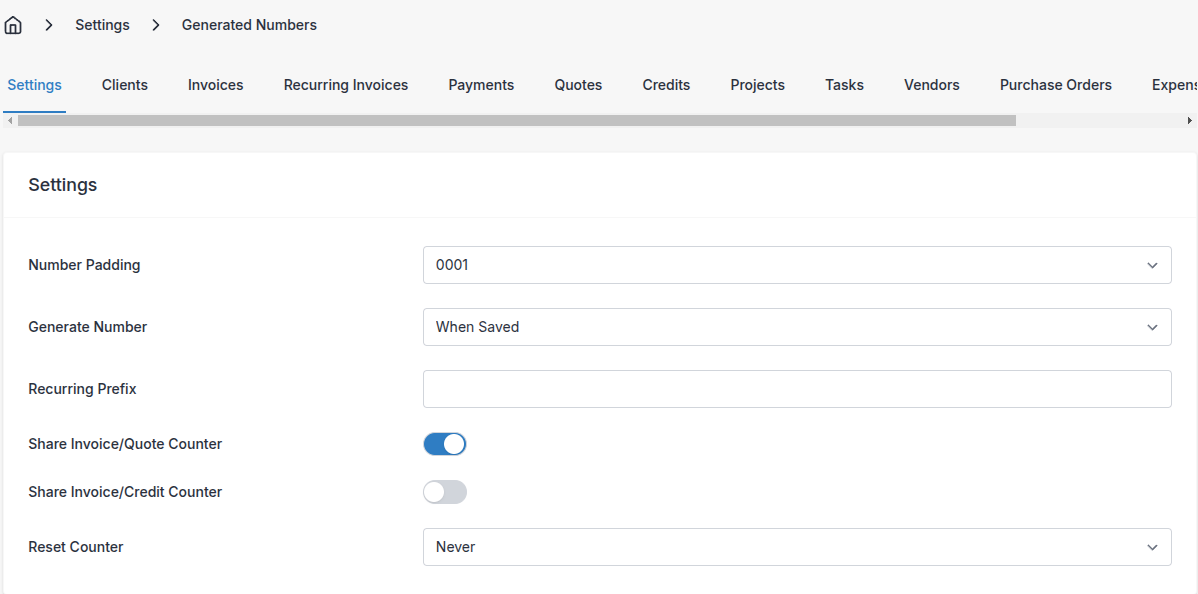 Settings Generated Numbers
Settings Clients Invoices Recurring Invoices Payments Quotes Credits Projects Tasks Vendors Purchase Orders Expens
Settings
Number Padding 0001
Generate Number When Saved
Recurring Prefix
Share Invoice/Quote Counter
Share Invoice/Credit Counter
Reset Counter Never